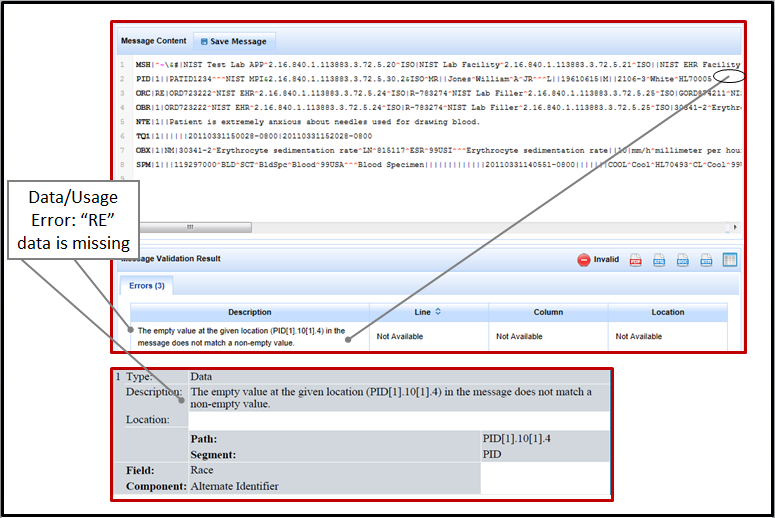 Message Content Save Message
1 MSH|^~\&#|NIST Test Lab APP^2.16.840.1.113883.3.72.5.20^ISO|NIST Lab Facility^2.16.840.1.113883.3.72.5.21^ISO||NIST EHR Facility
2 PID|1||PATID1234^^^NIST MPI&2.16.840.1.113883.3.72.5.30.2&ISO^MR||Jones^William^A^JR^^^L||19610615|M||2106-3^White^HL70005
3 ORC|RE|ORD723222^NIST EHR^2.16.840.1.113883.3.72.5.24^ISO|R-783274^NIST Lab Filler^2.16.840.1.113883.3.72.5.25^ISO|GORD874211^NI
4 OBR|1|ORD723222^NIST EHR^2.16.840.1.113883.3.72.5.24^ISO|R-783274^NIST Lab Filler^2.16.840.1.113883.3.72.5.25^ISO|30341-2^Erythr
5 NTE|1||Patient is extremely anxious about needles used for drawing blood.
6 TQ1|1||||||20110331150028-0800|20110331152028-0800
7 OBX|1|NM|30341-2^Erythrocyte sedimentation rate^LN^815117^ESR^99USI^^^Erythrocyte sedimentation rate||10|mm/h^millimeter per hou
8 SPM|1|||119297000^BLD^SCT^BldSpc^Blood^99USA^^^Blood Specimen|||||||||||||20110331140551-0800|||||||COOL^Cool^HL70493^CL^Cool^99U
9
Data/Usage
Error: “RE”
data is missing
Message Validation Result Invalid
Errors (3)
Description Line Column Location
The empty value at the given location (PID[1].10[1].4) in the
message does not match a non-empty value.
Not Available Not Available Not Available
1 Type: Data
Description: The empty value at the given location (PID[1].10[1].4) in the message does not match a
non-empty value.
Location:
Path: PID[1].10[1].4
Segment: PID
Field: Race
Component: Alternate Identifier